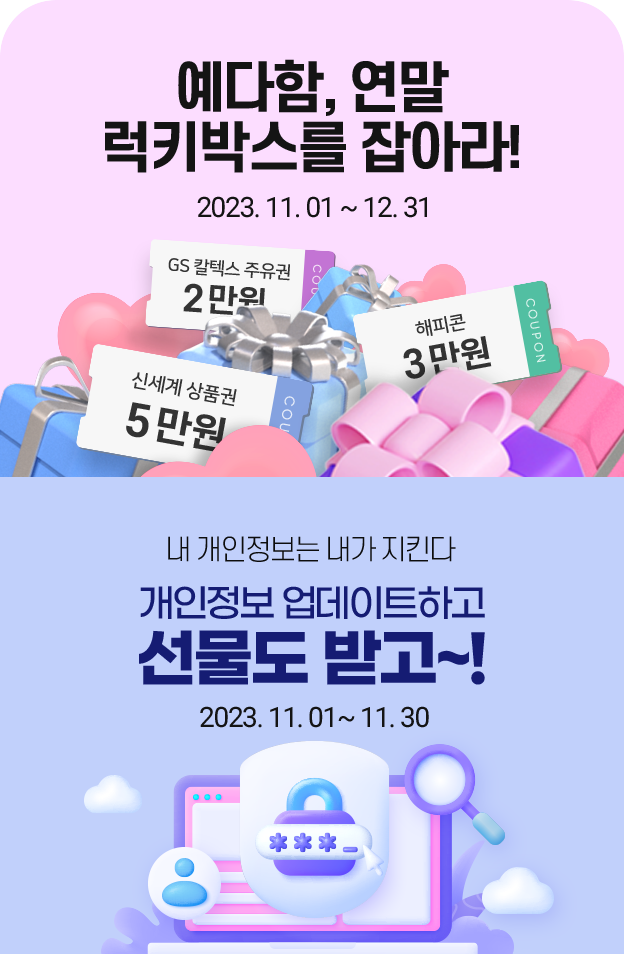 예다함, 연말
럭키박스를 잡아라!
2023. 11. 01 ~ 12. 31
GS 칼텍스 주유권
2만원
COU
해피콘
3만원
COUPON
신세계 상품권
5만원
COU
내 개인정보는 내가 지킨다
개인정보 업데이트하고
선물도 받고~!
2023. 11. 01~ 11. 30
***_